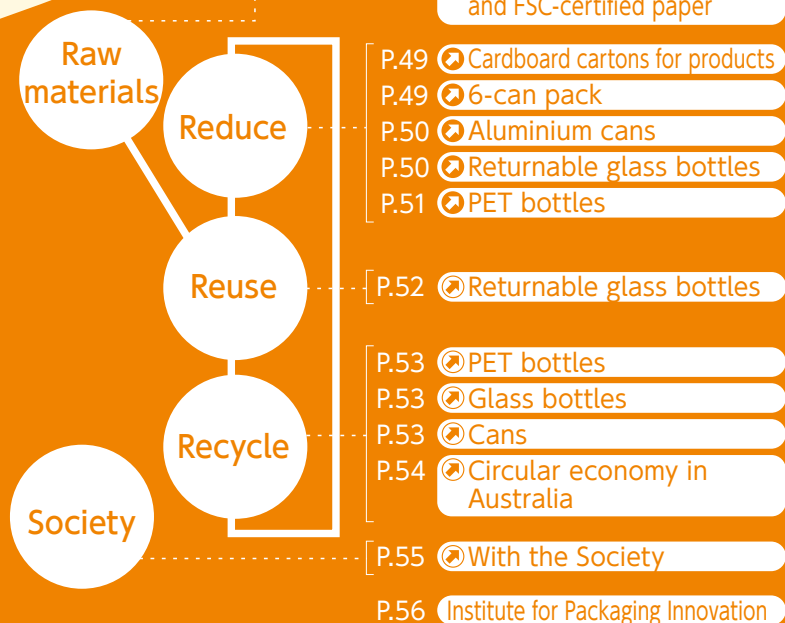 and FSC-certified paper
Raw
materials
Reduce
P.49 Cardboard cartons for products
P.49 6-can pack
P.50 Aluminium cans
P.50 Returnable glass bottles
P.51 PET bottles
Reuse
P.52 Returnable glass bottles
Recycle
P.53 PET bottles
P.53 Glass bottles
P.53 Cans
P.54 Circular economy in
Australia
Society
P.55 With the Society
P.56 Institute for Packaging Innovation